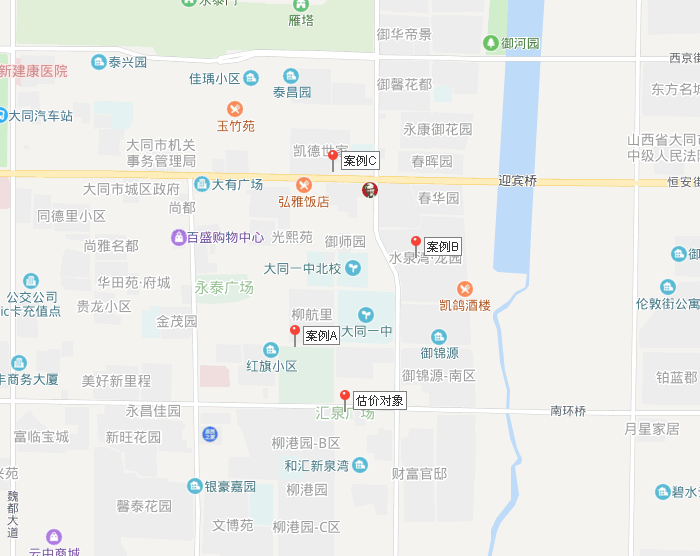 永泰门
雁塔
御华帝景
御河园
西京街
新建康医院
泰兴园
佳瑀小区
泰昌园
御馨花都
东方名城
大同汽车站
玉竹苑
永康御花园
大同市机关
事务管理局
凯德世家
案例C
春晖园
山西省大同市
中级人民法院
大同市城区政府
大有广场
迎宾桥
恒安街
弘雅饭店
春华园
尚都
同德里小区
百盛购物中心
光熙苑
御师园
案例B
尚雅名都
水泉湾·龙园
御
大同一中北校
华田苑·府城
永泰广场
公交公司
ic卡充值点
贵龙小区
凯鸽酒楼
伦敦街公寓
金茂园
柳航里
大同一中
案例A
御锦源
红旗小区
丰商务大厦
美好新里程
御锦源-南区
铂蓝郡
估价对象
永昌佳园
汇泉广场
南环桥
月星家居
富临宝城
新旺花园
柳港园-B区
和汇新泉湾
兴苑
财富官邸
银豪嘉园
柳港园
碧水
魏都大道
馨泰花园
文博苑
柳港园-C区
云中商城